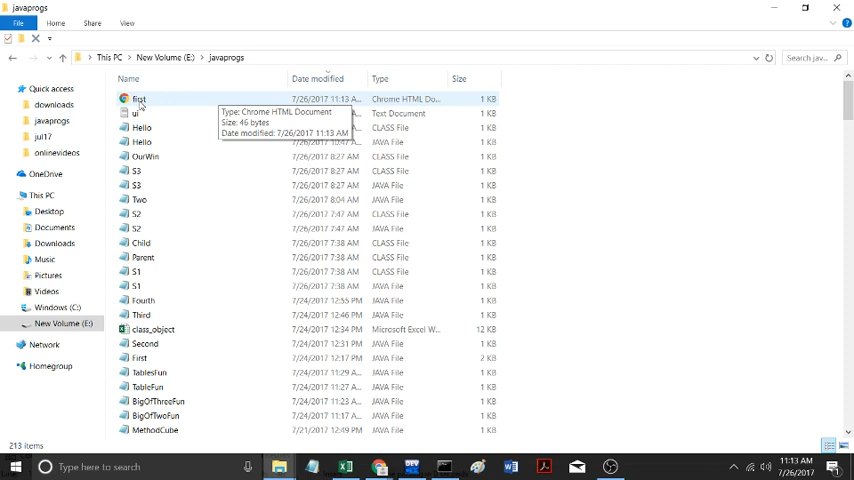 javaprogs
File Home Share View
This PC > New Volume (E:) > javaprogs
Search jav...
Name Date modified Type Size
Quick access
downloads
javaprogs
jul17
onlinevideos
OneDrive
This PC
Desktop
Documents
Downloads
Music
Pictures
Videos
Windows (C:)
New Volume (E:)
Network
Homegroup
first 7/26/2017 11:13 A... Chrome HTML Do... 1 KB
ui Text Document 1 KB
Type: Chrome HTML Document
Size: 46 bytes
Date modified: 7/26/2017 11:13 AM
Hello CLASS File 1 KB
Hello 7/26/2017 10:47 A... JAVA File 1 KB
OurWin 7/26/2017 8:27 AM CLASS File 1 KB
S3 7/26/2017 8:27 AM CLASS File 1 KB
S3 7/26/2017 8:27 AM JAVA File 1 KB
Two 7/26/2017 8:04 AM JAVA File 1 KB
S2 7/26/2017 7:47 AM CLASS File 1 KB
S2 7/26/2017 7:47 AM JAVA File 1 KB
Child 7/26/2017 7:38 AM CLASS File 1 KB
Parent 7/26/2017 7:38 AM CLASS File 1 KB
S1 7/26/2017 7:38 AM CLASS File 1 KB
S1 7/26/2017 7:38 AM JAVA File 1 KB
Fourth 7/24/2017 12:55 PM JAVA File 1 KB
Third 7/24/2017 12:42 PM JAVA File 1 KB
class_object 7/24/2017 12:34 PM Microsoft Excel W... 12 KB
Second 7/24/2017 12:31 PM JAVA File 1 KB
First 7/24/2017 12:17 PM JAVA File 2 KB
TablesFun 7/24/2017 11:29 A... JAVA File 1 KB
TableFun 7/24/2017 11:27 A... JAVA File 1 KB
BigOfThreeFun 7/24/2017 11:21 A... JAVA File 1 KB
BigOfTwoFun 7/24/2017 11:17 A... JAVA File 1 KB
MethodCube 7/21/2017 12:49 PM JAVA File 1 KB
213 items
Type here to search
11:13 AM
7/26/2017